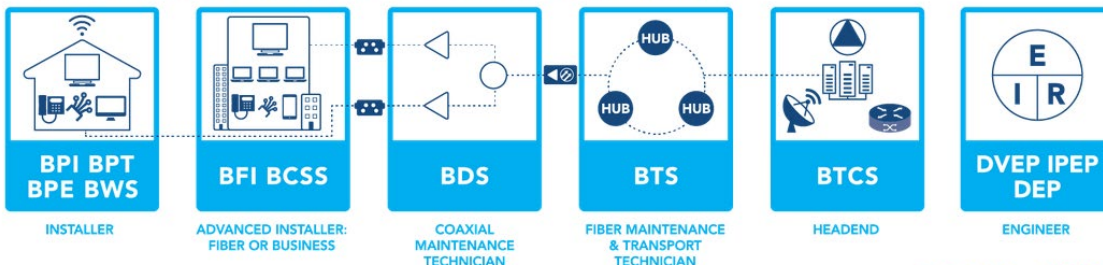 HUB
HUB
HUB
E
I R
BPI BPT
BPE BWS
BFI BCSS
BDS
BTS
BTCS
DVEP IPEP
DEP
INSTALLER
ADVANCED INSTALLER:
FIBER OR BUSINESS
COAXIAL
MAINTENANCE
TECHNICIAN
FIBER MAINTENANCE
& TRANSPORT
TECHNICIAN
HEADEND
ENGINEER